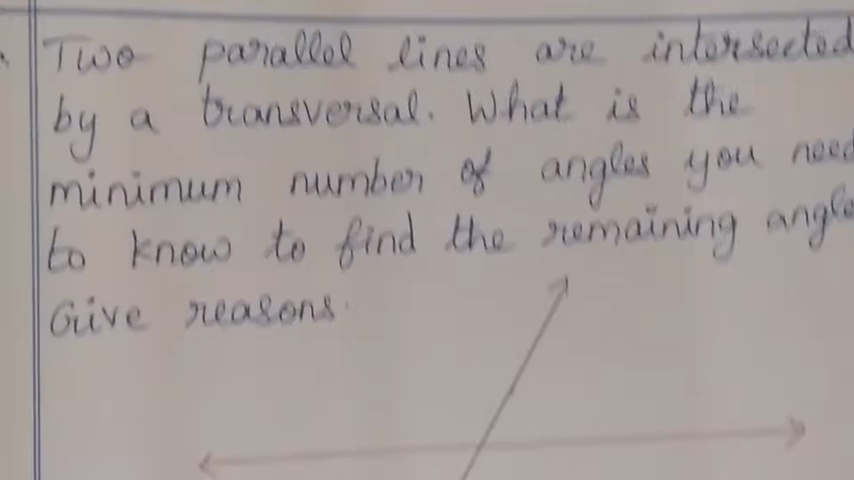 Two parallel lines are intersected
by a transversal. What is the
minimum number of angles you need
to know to find the remaining angle
Give reasons.